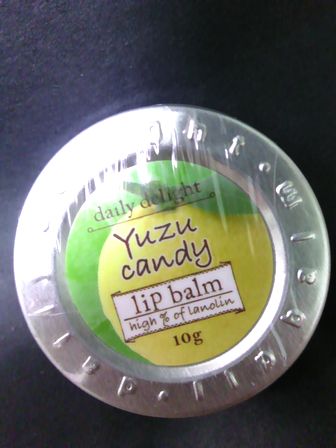 daily delight
Yuzu
candy
lip balm
high % of lanolin
10g